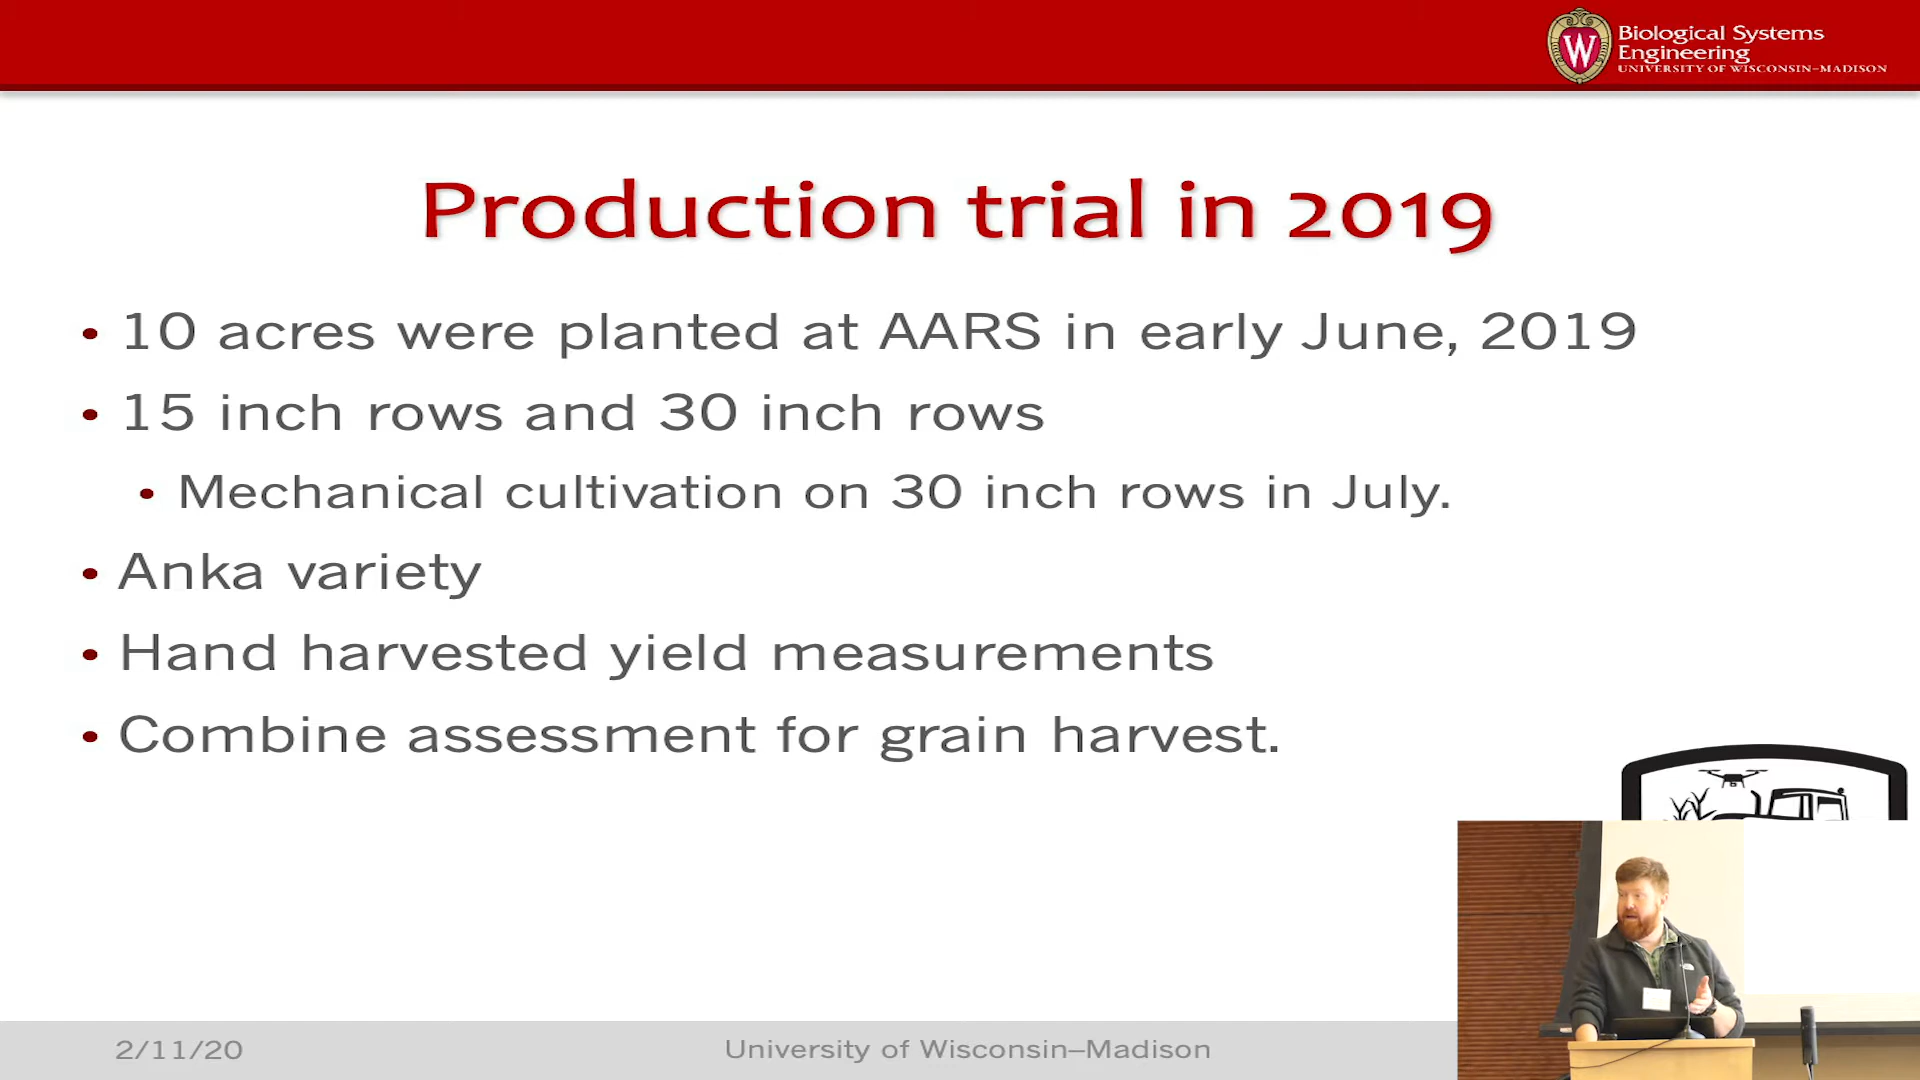 Biological Systems
Engineering
UNIVERSITY OF WISCONSIN–MADISON
W
Production trial in 2019
• 10 acres were planted at AARS in early June, 2019
• 15 inch rows and 30 inch rows
• Mechanical cultivation on 30 inch rows in July.
• Anka variety
• Hand harvested yield measurements
• Combine assessment for grain harvest.
2/11/20
University of Wisconsin–Madison